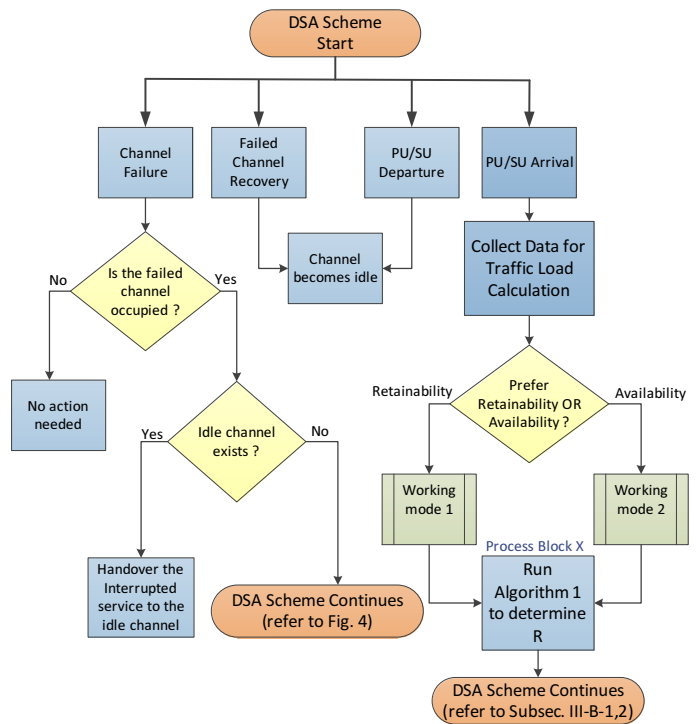 DSA Scheme
Start
Channel
Failure
Failed
Channel
Recovery
PU/SU
Departure
PU/SU Arrival
Channel
becomes idle
Collect Data for
Traffic Load
Calculation
No
Is the failed
channel
occupied ?
Yes
No action
needed
Yes
Idle channel
exists ?
No
Retainability
Prefer
Retainability OR
Availability ?
Availability
Working
mode 1
Working
mode 2
Process Block X
Handover the
Interrupted
service to the
idle channel
DSA Scheme Continues
(refer to Fig. 4)
Run
Algorithm 1
to determine
R
DSA Scheme Continues
(refer to Subsec. III-B-1,2)